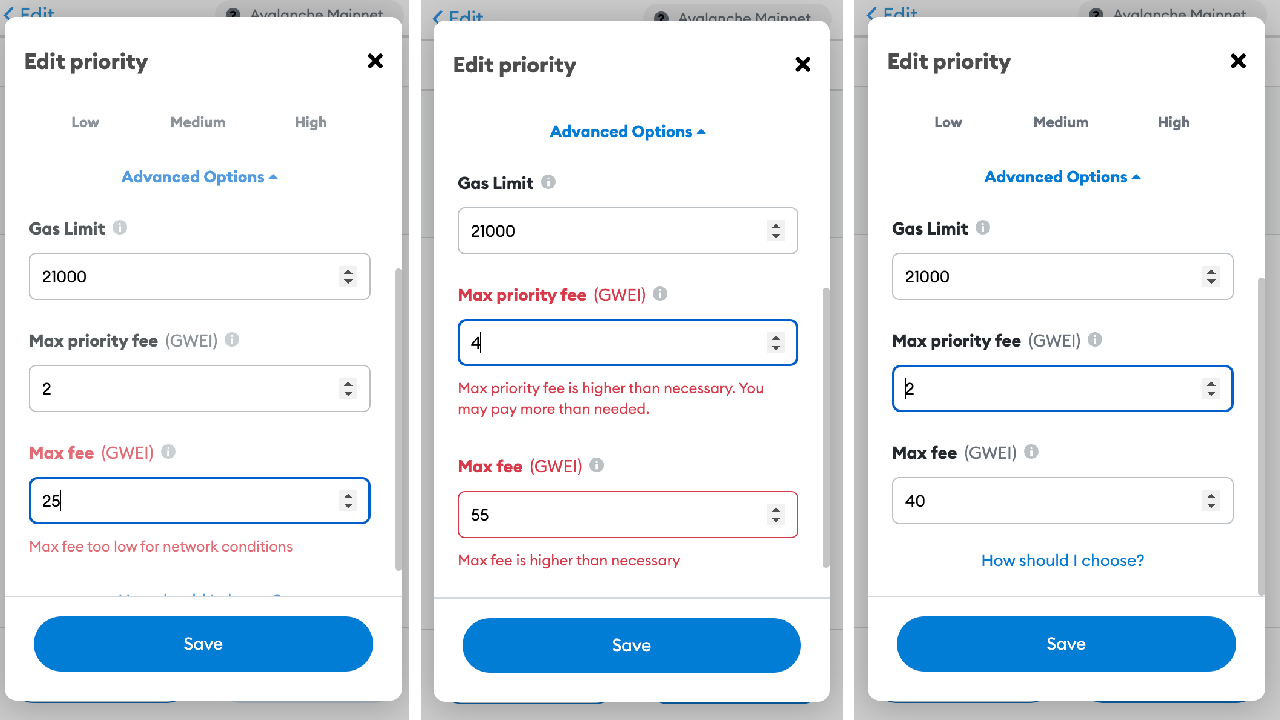 Edit
Avalanche Mainnet
Edit priority
Low Medium High
Advanced Options
Gas Limit
21000
Max priority fee (GWEI)
2
Max fee (GWEI)
25
Max fee too low for network conditions
Save
Edit
Avalanche Mainnet
Edit priority
Advanced Options
Gas Limit
21000
Max priority fee (GWEI)
4
Max priority fee is higher than necessary. You
may pay more than needed.
Max fee (GWEI)
55
Max fee is higher than necessary
Save
Edit
Avalanche Mainnet
Edit priority
Low Medium High
Advanced Options
Gas Limit
21000
Max priority fee (GWEI)
2
Max fee (GWEI)
40
How should I choose?
Save